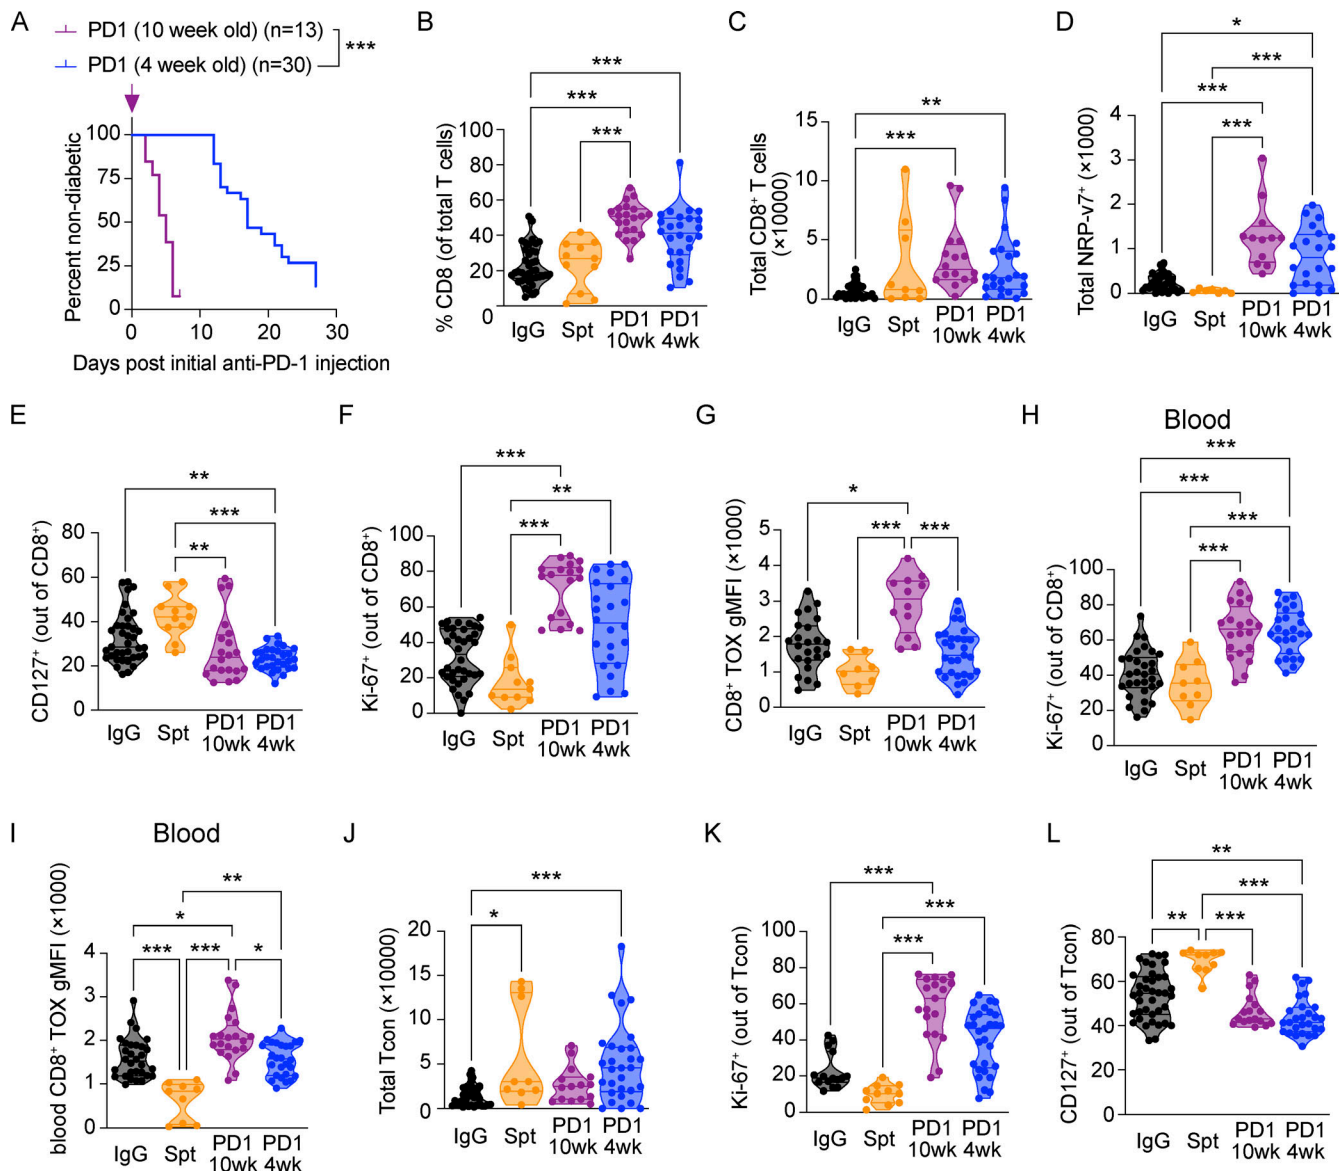 A
PD1 (10 week old) (n=13)
PD1 (4 week old) (n=30)
***
Percent non-diabetic
100
75
50
25
0
0 10 20 30
Days post initial anti-PD-1 injection
B
***
***
***
% CD8 (of total T cells)
100
80
60
40
20
0
IgG Spt PD1 PD1
10wk 4wk
C
**
***
Total CD8⁺ T cells
(×10000)
15
10
5
0
IgG Spt PD1 PD1
10wk 4wk
D
*
***
***
***
Total NRP-v7⁺ (×1000)
4
3
2
1
0
IgG Spt PD1 PD1
10wk 4wk
E
**
***
**
CD127⁺ (out of CD8⁺)
80
60
40
20
0
IgG Spt PD1 PD1
10wk 4wk
F
***
**
***
Ki-67⁺ (out of CD8⁺)
100
80
60
40
20
0
IgG Spt PD1 PD1
10wk 4wk
G
*
*** ***
CD8⁺ TOX gMFI (×1000)
5
4
3
2
1
0
IgG Spt PD1 PD1
10wk 4wk
H
Blood
***
***
***
***
Ki-67⁺ (out of CD8+)
100
80
60
40
20
0
IgG Spt PD1 PD1
10wk 4wk
I
Blood
**
*
*** *** *
blood CD8⁺ TOX gMFI (×1000)
4
3
2
1
0
IgG Spt PD1 PD1
10wk 4wk
J
***
*
Total Tcon (×10000)
20
15
10
5
0
IgG Spt PD1 PD1
10wk 4wk
K
***
***
***
Ki-67⁺ (out of Tcon)
100
80
60
40
20
0
IgG Spt PD1 PD1
10wk 4wk
L
**
***
** ***
CD127⁺ (out of Tcon)
80
60
40
20
0
IgG Spt PD1 PD1
10wk 4wk